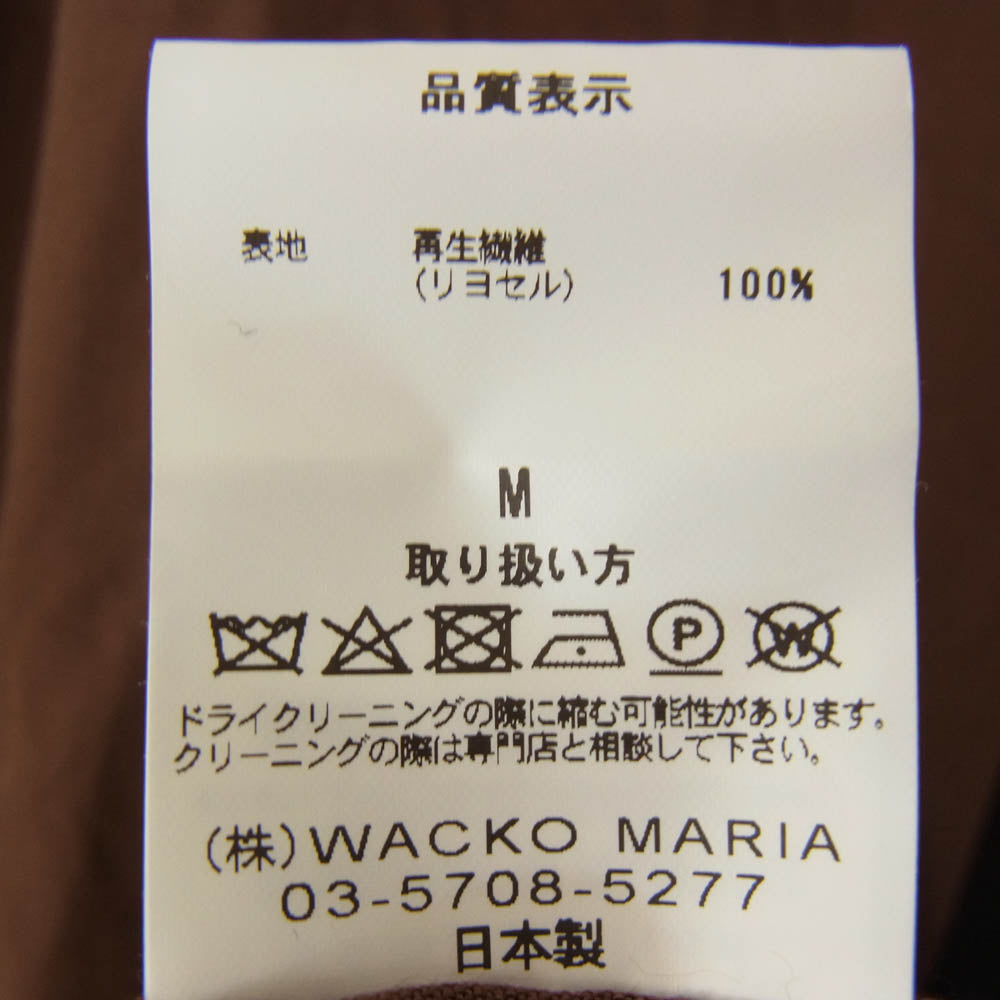 品質表示
表地 再生繊維
(リヨセル) 100%
M
取り扱い方
P W
ドライクリーニングの際に縮む可能性があります。
クリーニングの際は専門店と相談して下さい。
(株)WACKO MARIA
03-5708-5277
日本製